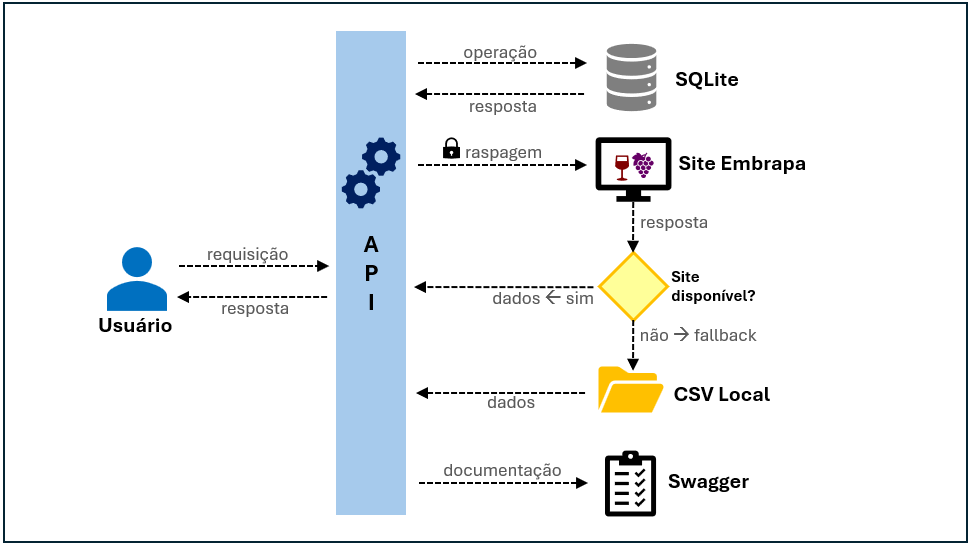 operação
SQLite
resposta
raspagem
Site Embrapa
resposta
A
P
I
requisição
resposta
Usuário
Site
disponível?
dados ← sim
não → fallback
CSV Local
dados
documentação
Swagger